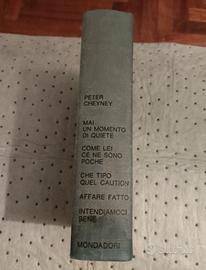 PETER
CHEYNEY
MAI
UN MOMENTO
DI QUIETE
COME LEI
CE NE SONO
POCHE
CHE TIPO
QUEL CAUTION
AFFARE FATTO
INTENDIAMOCI
BENE
MONDADORI